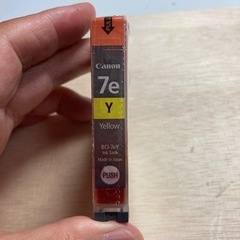 Canon
7e
Y
Yellow
BCI-7eY
Ink Tank
Made in Japan
PUSH